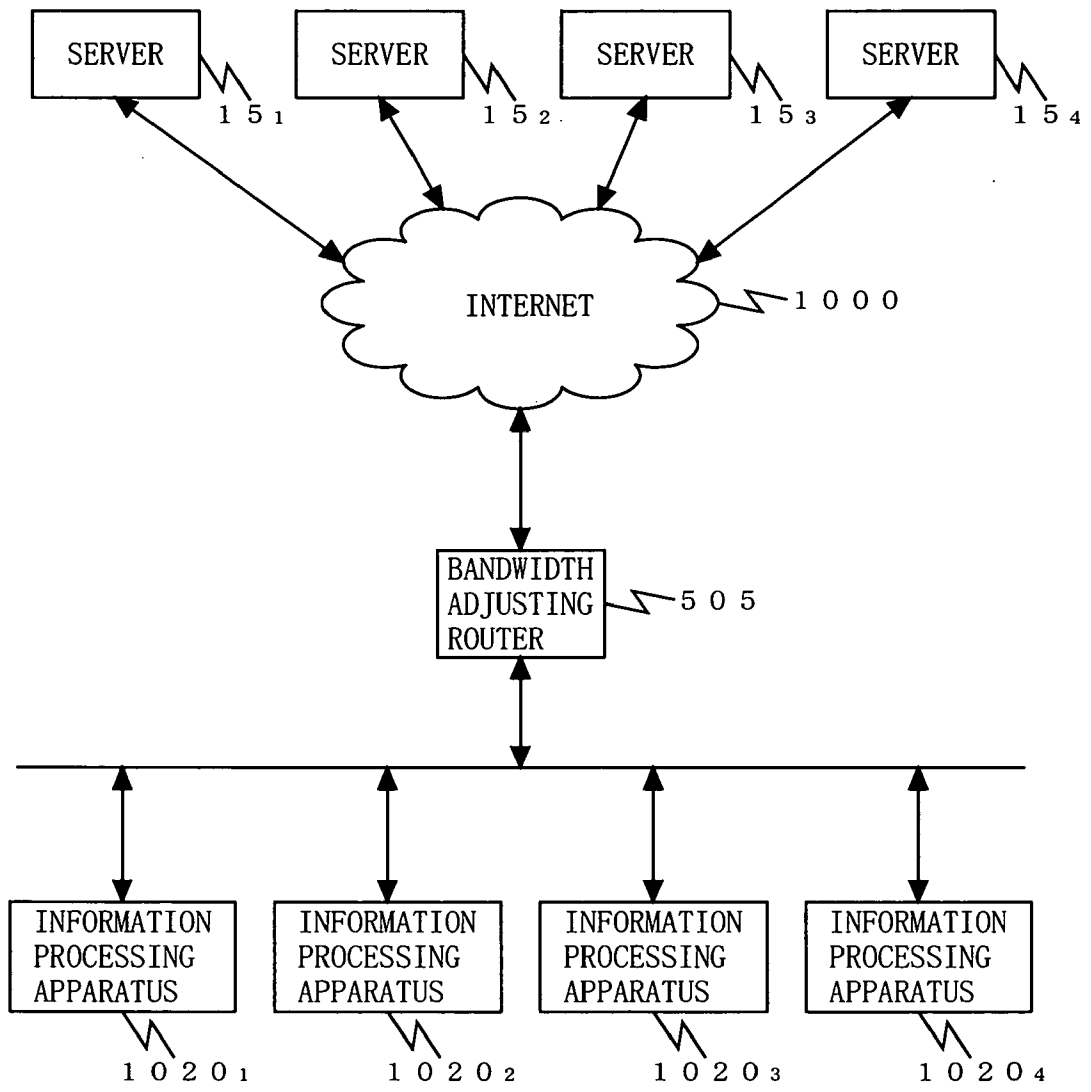 SERVER SERVER SERVER SERVER
15₁ 15₂ 15₃ 15₄
INTERNET
1000
BANDWIDTH
ADJUSTING
ROUTER
505
INFORMATION
PROCESSING
APPARATUS
INFORMATION
PROCESSING
APPARATUS
INFORMATION
PROCESSING
APPARATUS
INFORMATION
PROCESSING
APPARATUS
1020₁ 1020₂ 1020₃ 1020₄